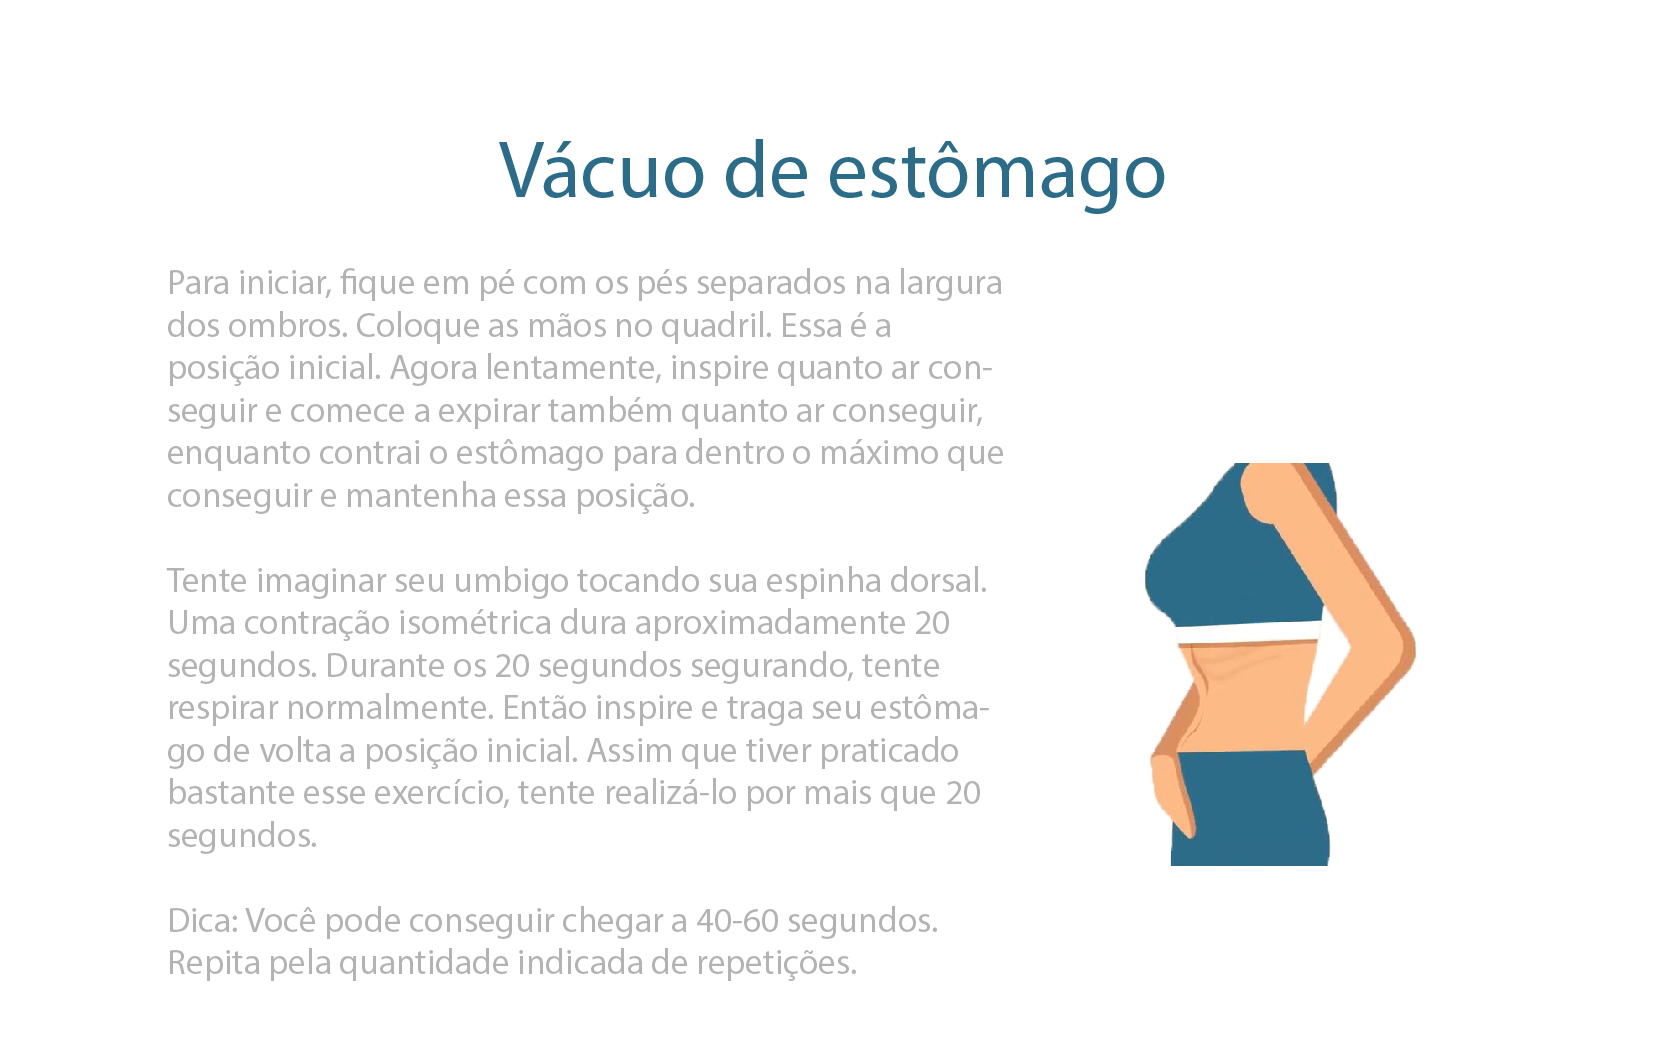 Vácuo de estômago
Para iniciar, fique em pé com os pés separados na largura
dos ombros. Coloque as mãos no quadril. Essa é a
posição inicial. Agora lentamente, inspire quanto ar con-
seguir e comece a expirar também quanto ar conseguir,
enquanto contrai o estômago para dentro o máximo que
conseguir e mantenha essa posição.
Tente imaginar seu umbigo tocando sua espinha dorsal.
Uma contração isométrica dura aproximadamente 20
segundos. Durante os 20 segundos segurando, tente
respirar normalmente. Então inspire e traga seu estôma-
go de volta a posição inicial. Assim que tiver praticado
bastante esse exercício, tente realizá-lo por mais que 20
segundos.
Dica: Você pode conseguir chegar a 40-60 segundos.
Repita pela quantidade indicada de repetições.